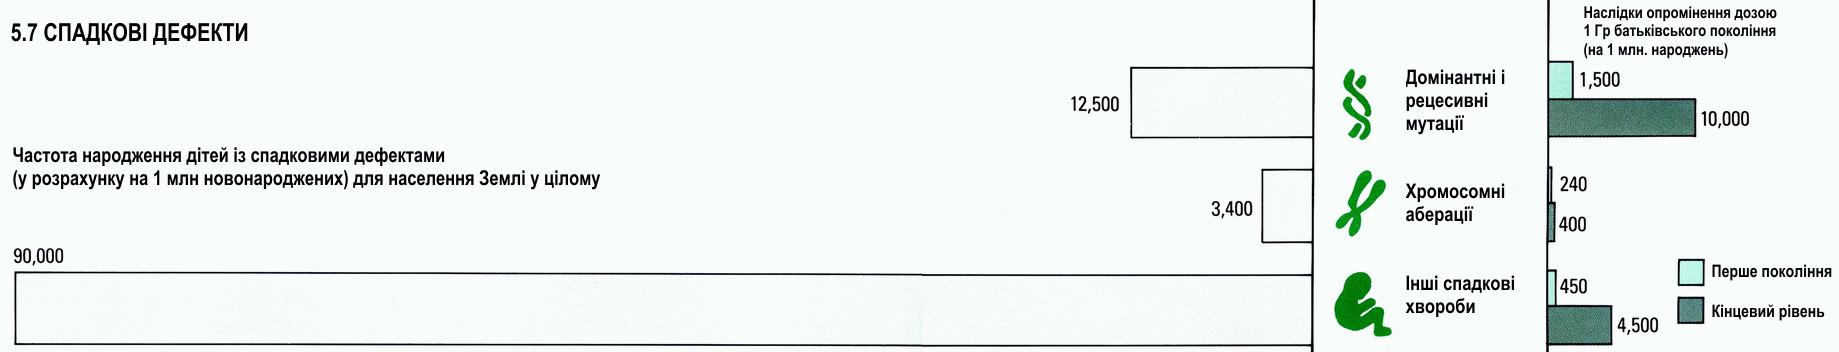 5.7 СПАДКОВІ ДЕФЕКТИ
Частота народження дітей із спадковими дефектами
(у розрахунку на 1 млн новонароджених) для населення Землі у цілому
12,500
3,400
90,000
Домінантні і
рецесивні
мутації
Хромосомні
аберації
Інші спадкові
хвороби
Наслідки опромінення дозою
1 Гр батьківського покоління
(на 1 млн. народжень)
1,500
10,000
240
400
450
4,500
Перше покоління
Кінцевий рівень